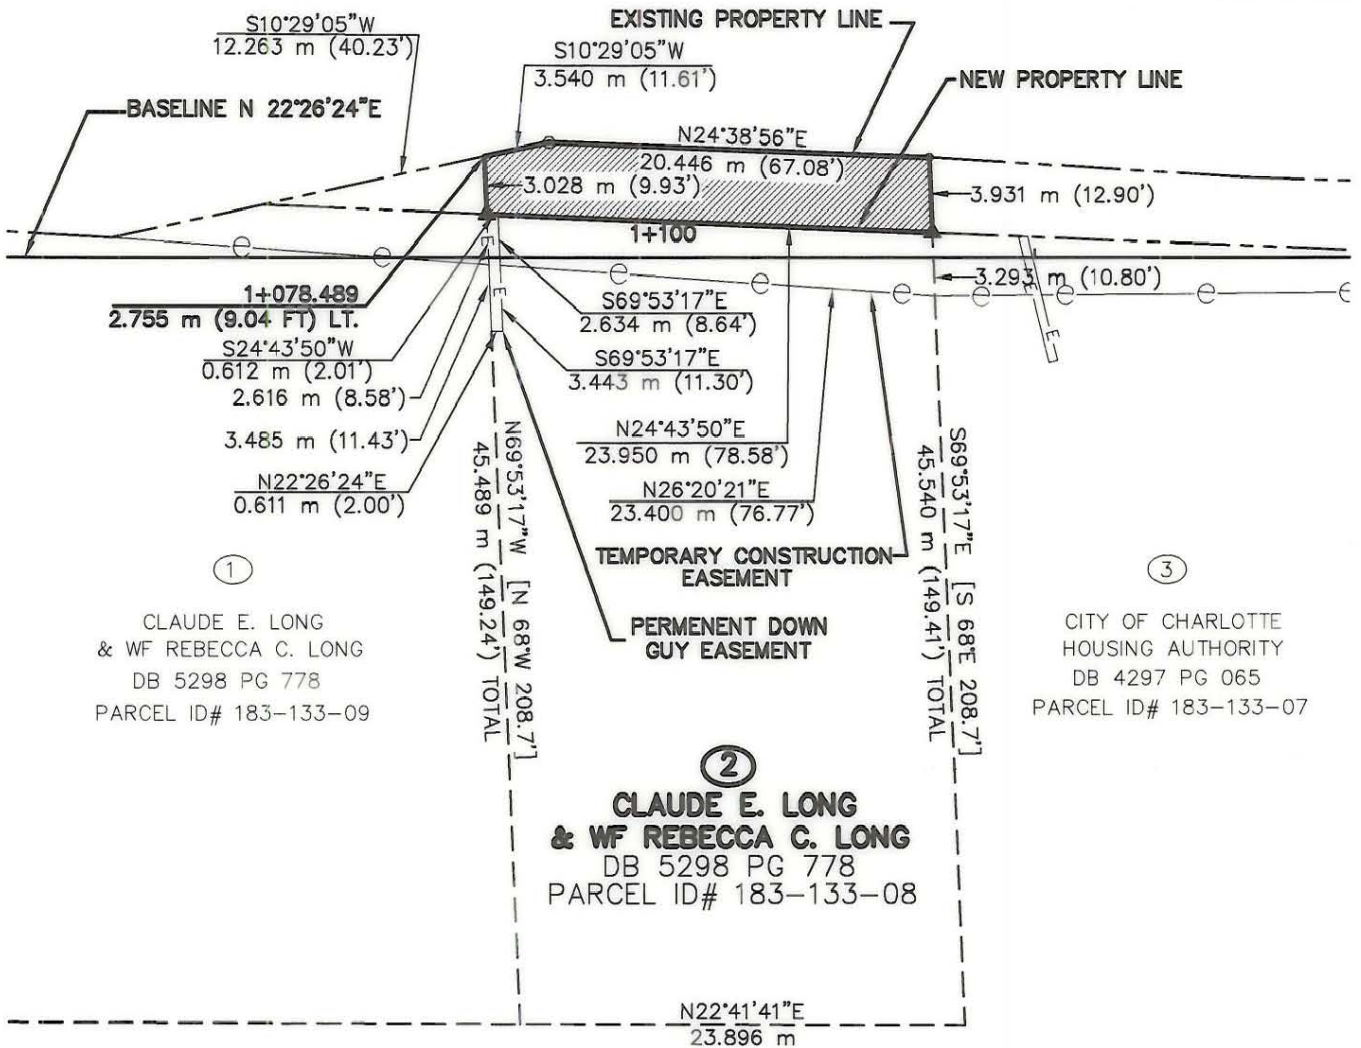 S10°29'05"W
12.263 m (40.23')
EXISTING PROPERTY LINE
S10°29'05"W
3.540 m (11.61')
NEW PROPERTY LINE
BASELINE N 22°26'24"E
N24°38'56"E
20.446 m (67.08')
3.028 m (9.93')
3.931 m (12.90')
1+100
e e e e e e e e e
E
E
E
E
3.293 m (10.80')
1+078.489
2.755 m (9.04 FT) LT.
S69°53'17"E
2.634 m (8.64')
S24°43'50"W
0.612 m (2.01')
S69°53'17"E
3.443 m (11.30')
2.616 m (8.58')
3.485 m (11.43')
N24°43'50"E
23.950 m (78.58')
N22°26'24"E
0.611 m (2.00')
N26°20'21"E
23.400 m (76.77')
N69°53'17"W [N 68°W 208.7']
45.489 m (149.24') TOTAL
S69°53'17"E [S 68°E 208.7']
45.540 m (149.41') TOTAL
TEMPORARY CONSTRUCTION
EASEMENT
PERMENENT DOWN
GUY EASEMENT
1
CLAUDE E. LONG
& WF REBECCA C. LONG
DB 5298 PG 778
PARCEL ID# 183-133-09
3
CITY OF CHARLOTTE
HOUSING AUTHORITY
DB 4297 PG 065
PARCEL ID# 183-133-07
2
CLAUDE E. LONG
& WF REBECCA C. LONG
DB 5298 PG 778
PARCEL ID# 183-133-08
N22°41'41"E
23.896 m